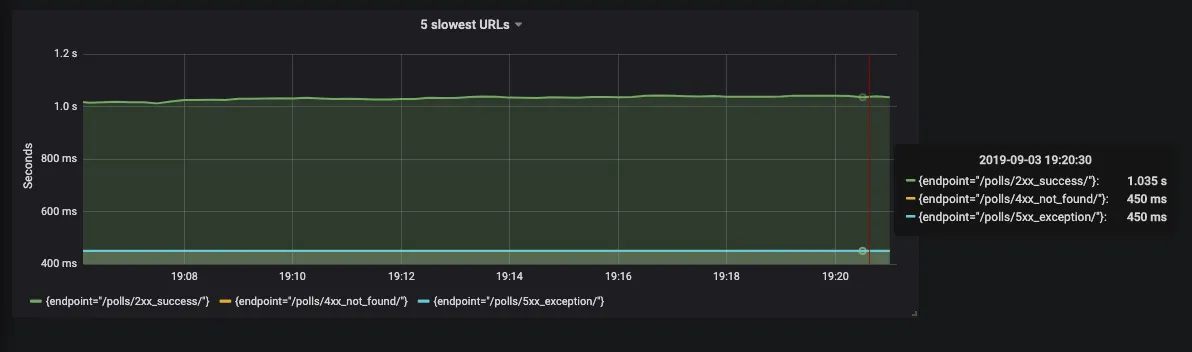 5 slowest URLs
1.2 s
1.0 s
800 ms
600 ms
400 ms
Seconds
19:08 19:10 19:12 19:14 19:16 19:18 19:20
{endpoint="/polls/2xx_success/"} {endpoint="/polls/4xx_not_found/"} {endpoint="/polls/5xx_exception/"}
2019-09-03 19:20:30
{endpoint="/polls/2xx_success/"}: 1.035 s
{endpoint="/polls/4xx_not_found/"}: 450 ms
{endpoint="/polls/5xx_exception/"}: 450 ms